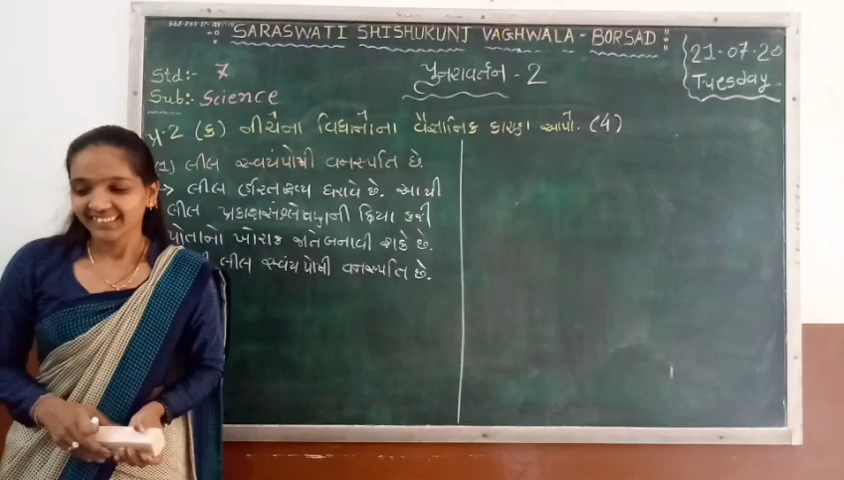 SARASWATI SHISHUKUNJ VAGHWALA - BORSAD
21-07-20
Tuesday
Std:- 7
પુનરાવર્તન - 2
Sub:- Science
પ્ર-2 (ક) નીચેના વિધાનોના વૈજ્ઞાનિક કારણ આપો. (4)
(1) લીલ સ્વયંપોષી વનસ્પતિ છે.
→ લીલ હરિતદ્રવ્ય ધરાવે છે. આથી
લીલ પ્રકાશસંશ્લેષણની ક્રિયા કરી
પોતાનો ખોરાક જાતે બનાવી શકે છે.
લીલ સ્વંયપોષી વનસ્પતિ છે.